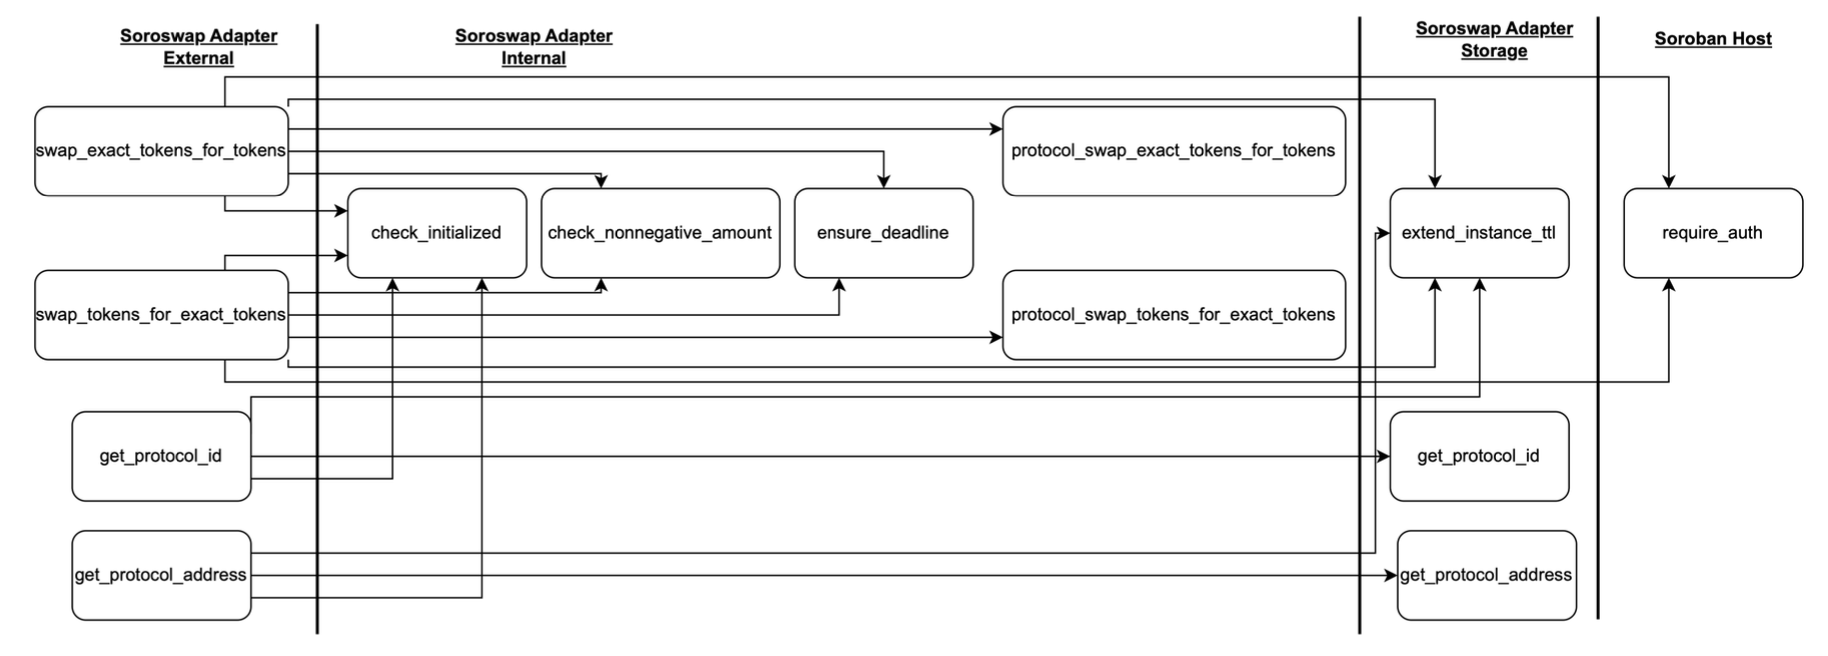 Soroswap Adapter
External
Soroswap Adapter
Internal
Soroswap Adapter
Storage
Soroban Host
swap_exact_tokens_for_tokens
protocol_swap_exact_tokens_for_tokens
check_initialized
check_nonnegative_amount
ensure_deadline
extend_instance_ttl
require_auth
swap_tokens_for_exact_tokens
protocol_swap_tokens_for_exact_tokens
get_protocol_id
get_protocol_id
get_protocol_address
get_protocol_address